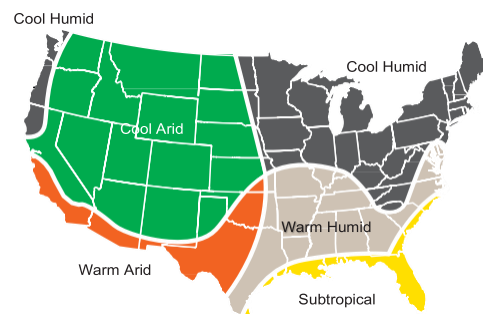 Cool Humid
Cool Humid
Cool Arid
Warm Humid
Warm Arid
Subtropical